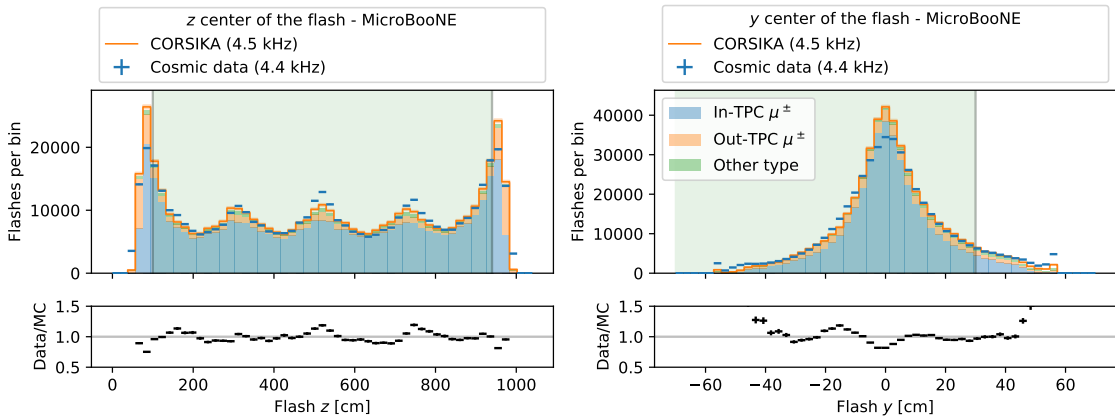 z center of the flash - MicroBooNE
CORSIKA (4.5 kHz)
Cosmic data (4.4 kHz)
Flashes per bin
20000
10000
0
Data/MC
1.5
1.0
0.5
0 200 400 600 800 1000
Flash z [cm]
y center of the flash - MicroBooNE
CORSIKA (4.5 kHz)
Cosmic data (4.4 kHz)
In-TPC μ±
Out-TPC μ±
Other type
Flashes per bin
40000
30000
20000
10000
0
Data/MC
1.5
1.0
0.5
−60 −40 −20 0 20 40 60
Flash y [cm]